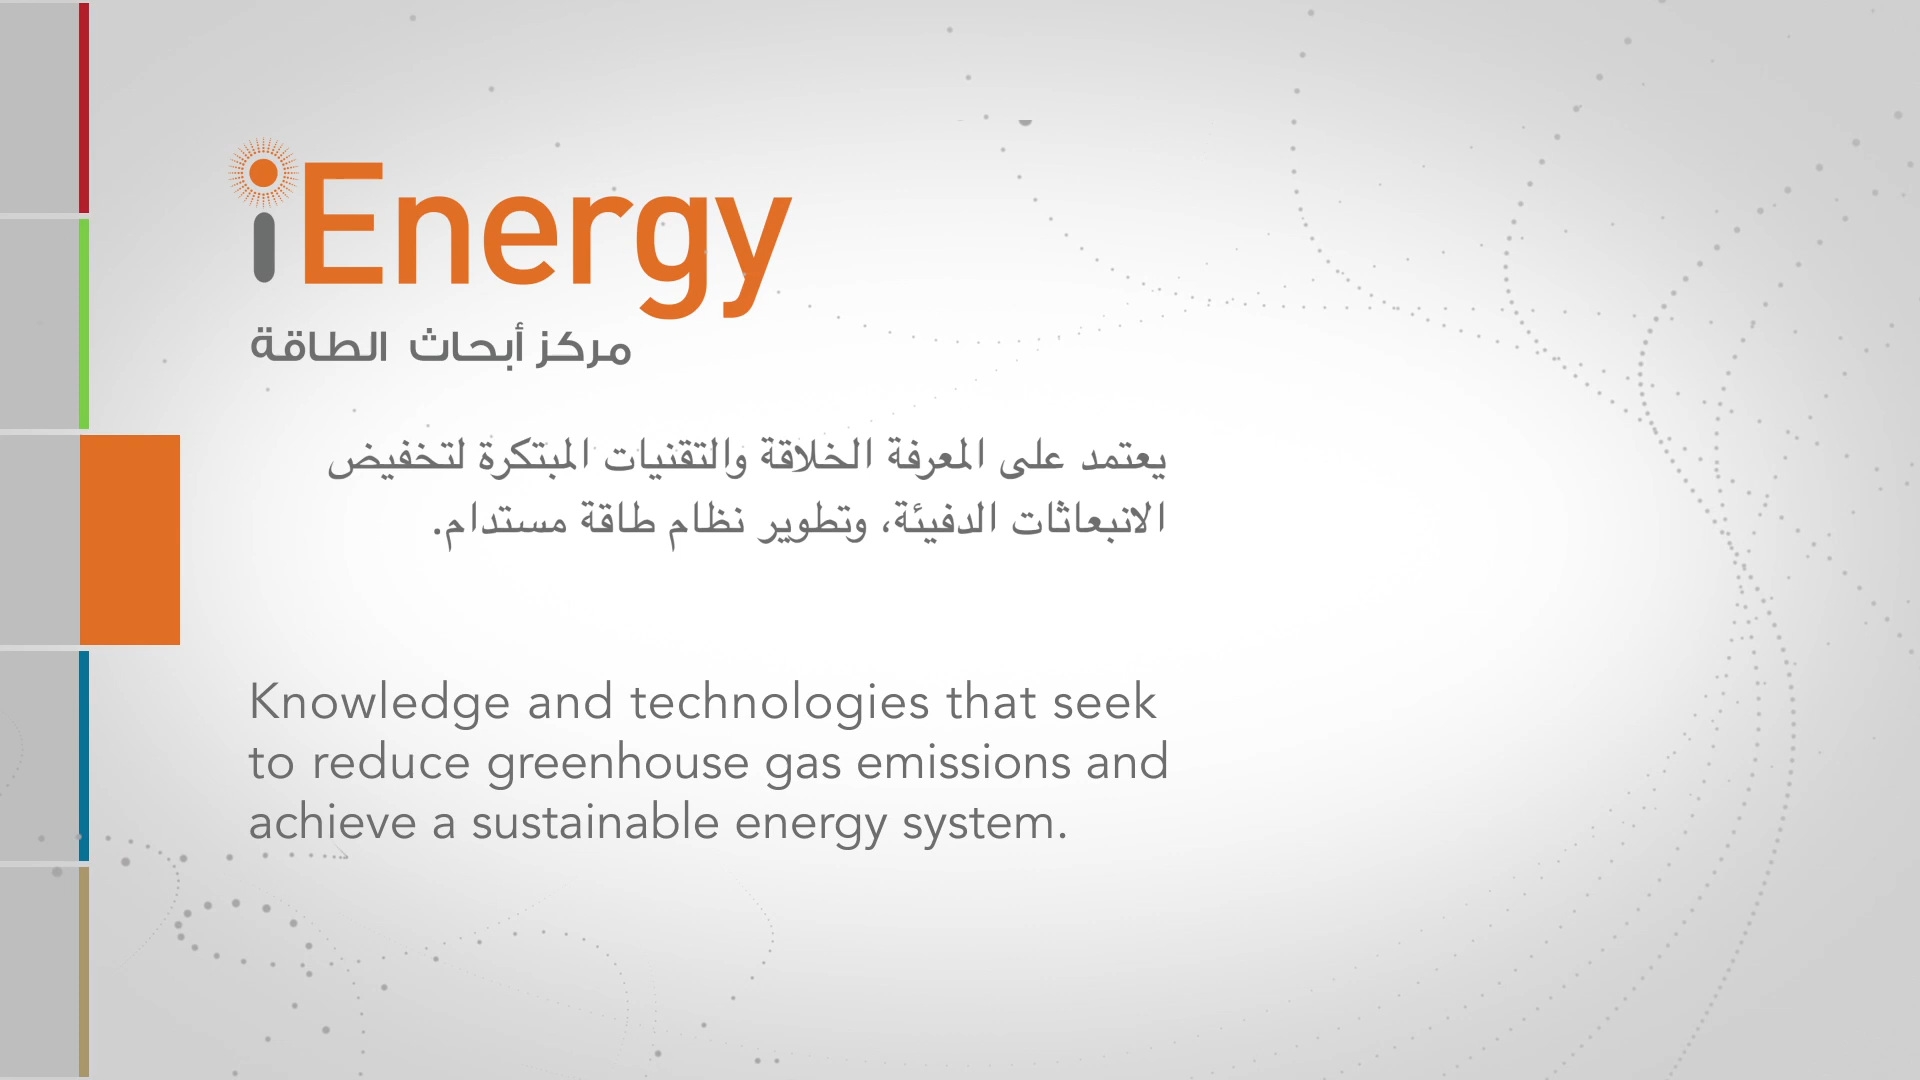 iEnergy
مركز أبحاث الطاقة
يعتمد على المعرفة الخلاقة والتقنيات المبتكرة لتخفيض
الانبعاثات الدفيئة، وتطوير نظام طاقة مستدام.
Knowledge and technologies that seek
to reduce greenhouse gas emissions and
achieve a sustainable energy system.